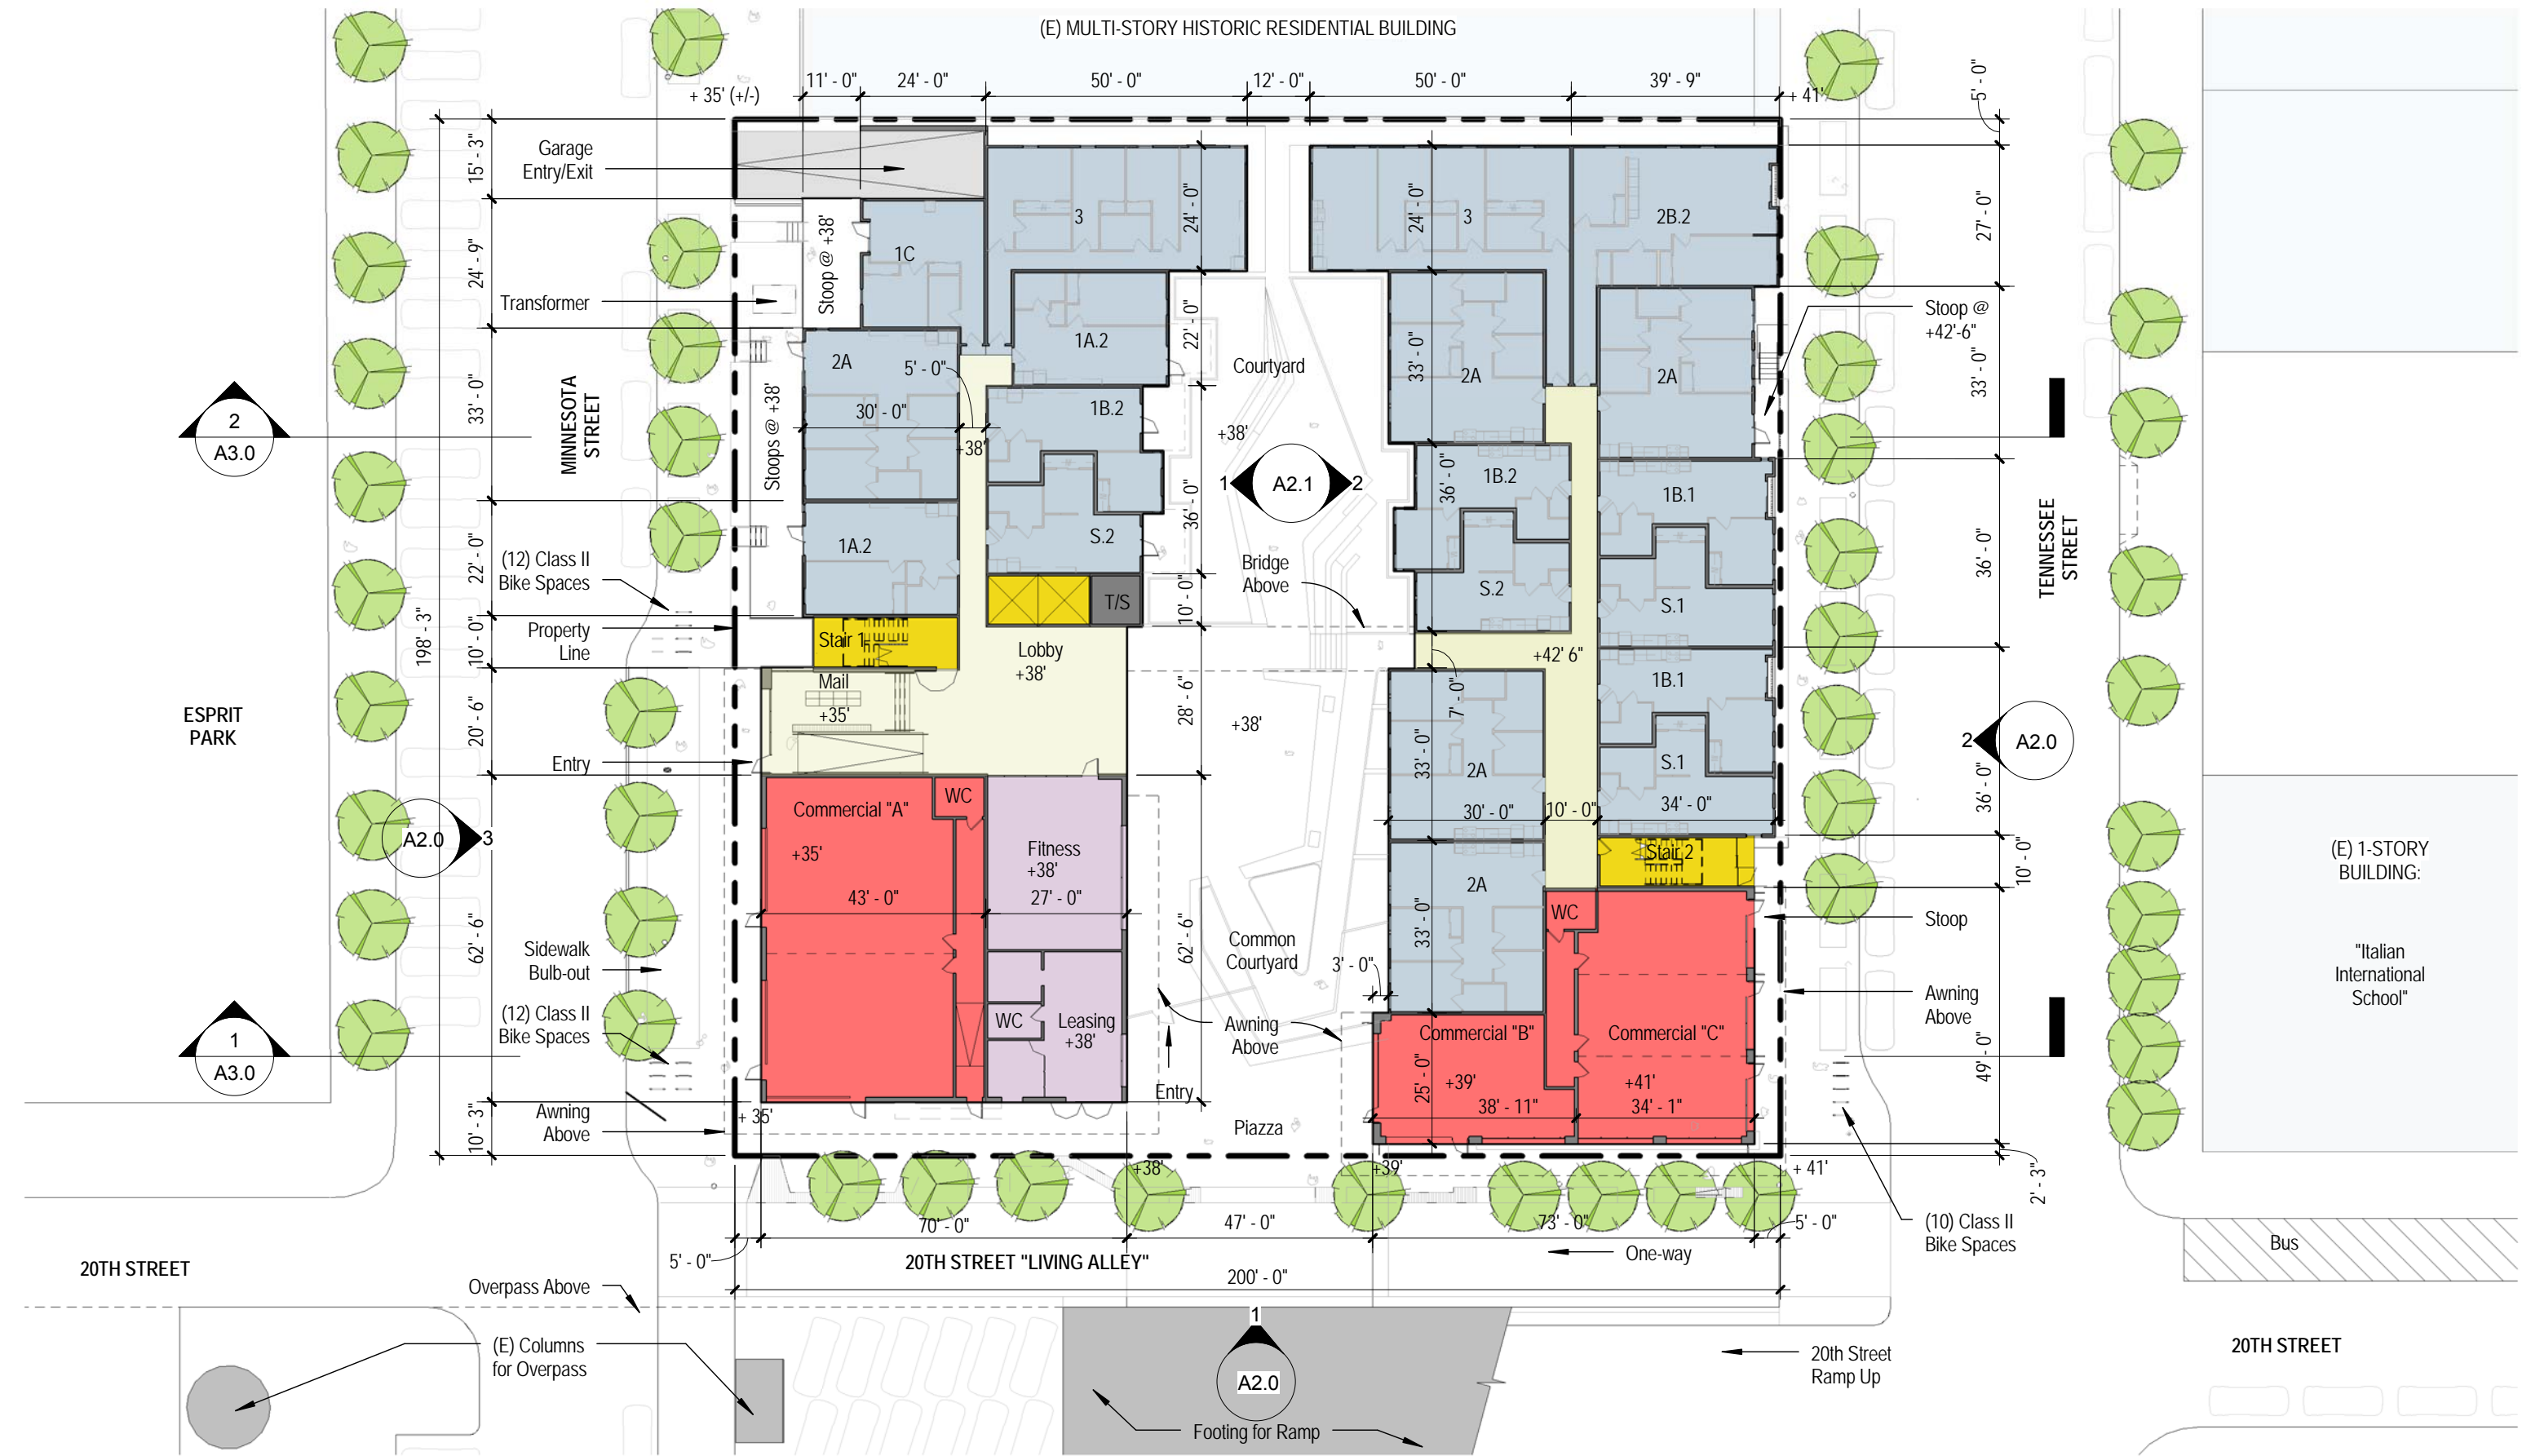 (E) MULTI-STORY HISTORIC RESIDENTIAL BUILDING
11' - 0"
24' - 0"
50' - 0"
12' - 0"
50' - 0"
39' - 9"
+ 35' (+/-)
+ 41'
5' - 0"
15' - 3"
Garage
Entry/Exit
24' - 9"
Stoop @ +38'
1C
3
24' - 0"
24' - 0"
3
2B.2
27' - 0"
Transformer
22' - 0"
1A.2
Courtyard
Stoop @
+42'-6"
2A
5' - 0"
33' - 0"
2A
2A
33' - 0"
2
A3.0
MINNESOTA
STREET
33' - 0"
Stoops @ +38'
30' - 0"
+38'
1B.2
+38'
1
A2.1
2
36' - 0"
1B.2
1B.1
36' - 0"
S.2
TENNESSEE
STREET
1A.2
22' - 0"
(12) Class II
Bike Spaces
Bridge
Above
36' - 0"
S.2
S.1
T/S
10' - 0"
198' - 3"
Property
Line
10' - 0"
Stair 1
Lobby
+38'
+42' 6"
Mail
+35'
1B.1
ESPRIT
PARK
20' - 6"
28' - 6"
+38'
7' - 0"
Entry
33' - 0"
2A
S.1
2
A2.0
36' - 0"
Commercial "A"
WC
30' - 0"
10' - 0"
34' - 0"
A2.0
3
+35'
Fitness
+38'
Stair 2
10' - 0"
(E) 1-STORY
BUILDING:
43' - 0"
27' - 0"
2A
WC
Stoop
62' - 6"
Sidewalk
Bulb-out
62' - 6"
Common
Courtyard
33' - 0"
3' - 0"
"Italian
International
School"
(12) Class II
Bike Spaces
WC
Leasing
+38'
Awning
Above
Commercial "B"
Commercial "C"
Awning
Above
1
A3.0
49' - 0"
25' - 0"
+39'
+41'
38' - 11"
34' - 1"
Entry
Awning
Above
10' - 3"
+ 35'
Piazza
+38'
+39'
+ 41'
2' - 3"
70' - 0"
47' - 0"
73' - 0"
5' - 0"
(10) Class II
Bike Spaces
5' - 0"
20TH STREET "LIVING ALLEY"
One-way
Bus
20TH STREET
200' - 0"
Overpass Above
1
A2.0
(E) Columns
for Overpass
20th Street
Ramp Up
20TH STREET
Footing for Ramp